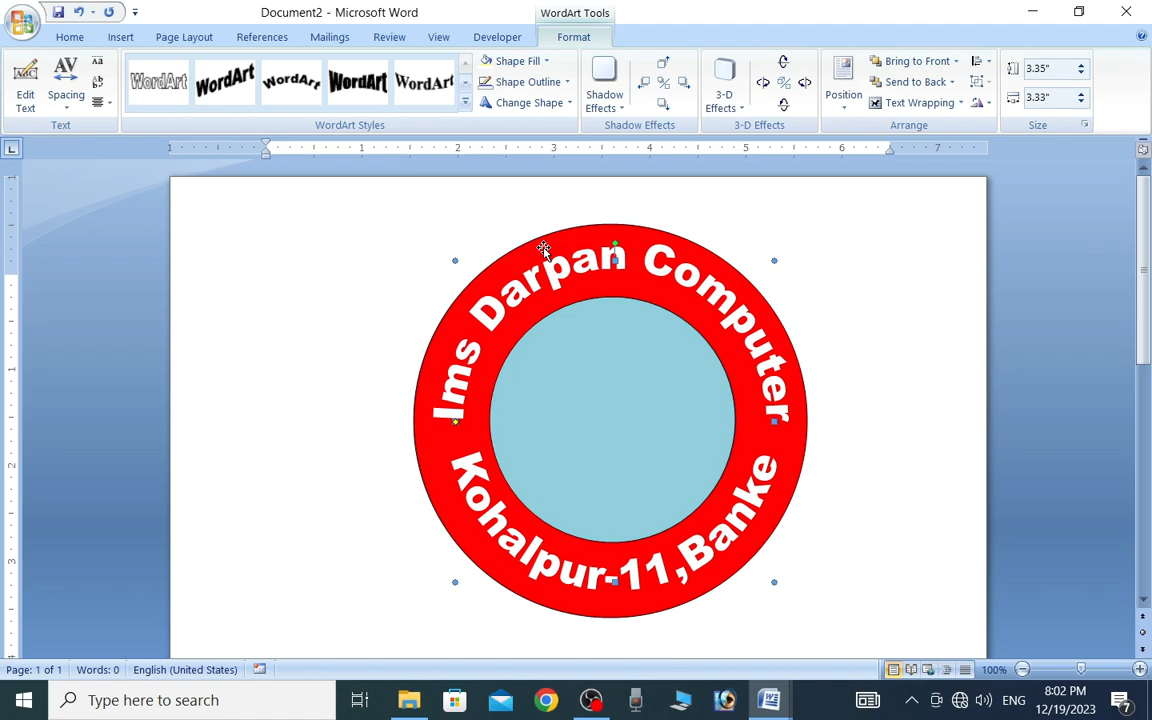 Document2 - Microsoft Word
WordArt Tools
Home Insert Page Layout References Mailings Review View Developer Format
Edit Text
Spacing
Text
WordArt WordArt WordArt WordArt WordArt
WordArt Styles
Shape Fill
Shape Outline
Change Shape
Shadow Effects
Shadow Effects
3-D Effects
3-D Effects
Position
Bring to Front
Send to Back
Text Wrapping
Arrange
3.35"
3.33"
Size
Ims Darpan Computer
Kohalpur-11,Banke
Page: 1 of 1 Words: 0 English (United States) 100%
Type here to search
ENG
8:02 PM
12/19/2023
7